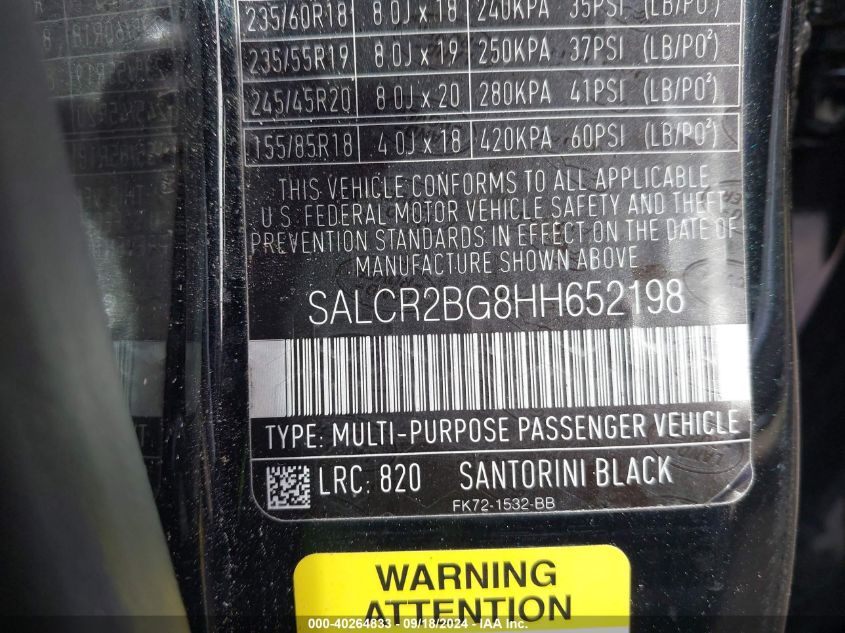 235/60R18 8.0J x 18 240KPA 35PSI (LB/PO²)
235/55R19 8.0J x 19 250KPA 37PSI (LB/PO²)
245/45R20 8.0J x 20 280KPA 41PSI (LB/PO²)
155/85R18 4.0J x 18 420KPA 60PSI (LB/PO²)
THIS VEHICLE CONFORMS TO ALL APPLICABLE
U.S. FEDERAL MOTOR VEHICLE SAFETY AND THEFT
PREVENTION STANDARDS IN EFFECT ON THE DATE OF
MANUFACTURE SHOWN ABOVE
SALCR2BG8HH652198
TYPE: MULTI-PURPOSE PASSENGER VEHICLE
LRC: 820 SANTORINI BLACK
FK72-1532-BB
WARNING
ATTENTION
000-40264833 - 09/18/2024 - IAA Inc.